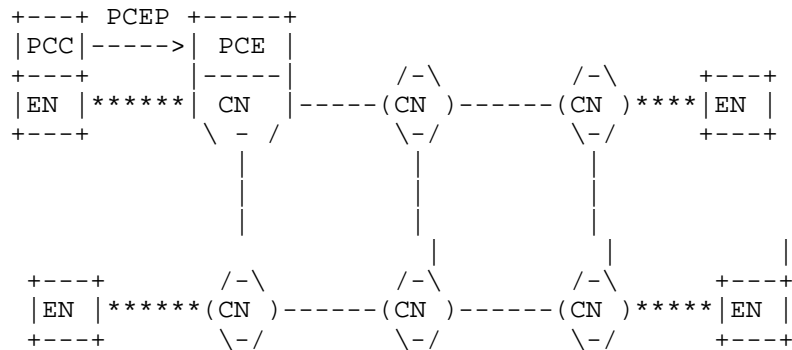 +---+ PCEP +-----+
|PCC|----->| PCE |
+---+      |-----|      /-\       /-\     +---+
|EN |******| CN  |-----(CN )------(CN )****|EN |
+---+       \ - /       \-/       \-/     +---+
|         |         |
|         |         |
|         |         |
|         |         |
+---+      /-\       /-\       /-\      +---+
|EN |******(CN )------(CN )------(CN )*****|EN |
+---+      \-/       \-/       \-/      +---+